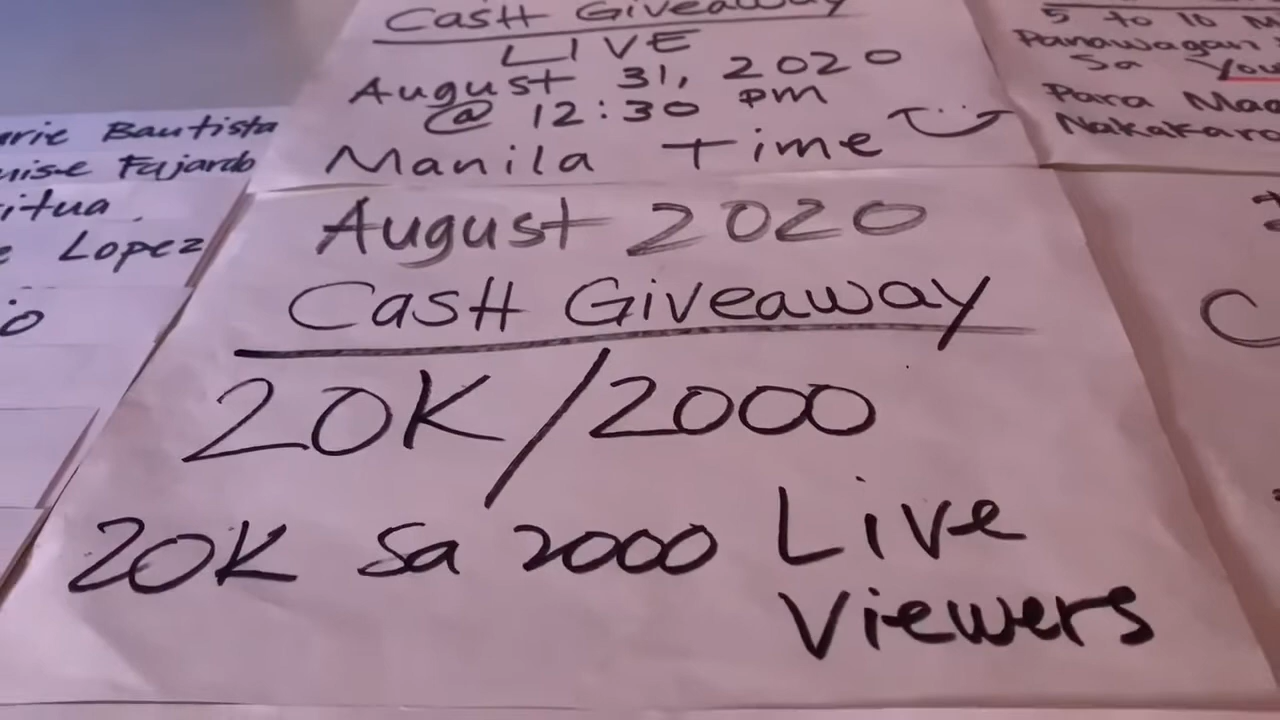 Cash Giveaway
LIVE
August 31, 2020
@ 12:30 pm
Manila Time
August 2020
Cash Giveaway
20K/2000
20K sa 2000 Live
Viewers
Bautista
Fajardo
Lopez
5 to 10
Panawagan
Sa
Para